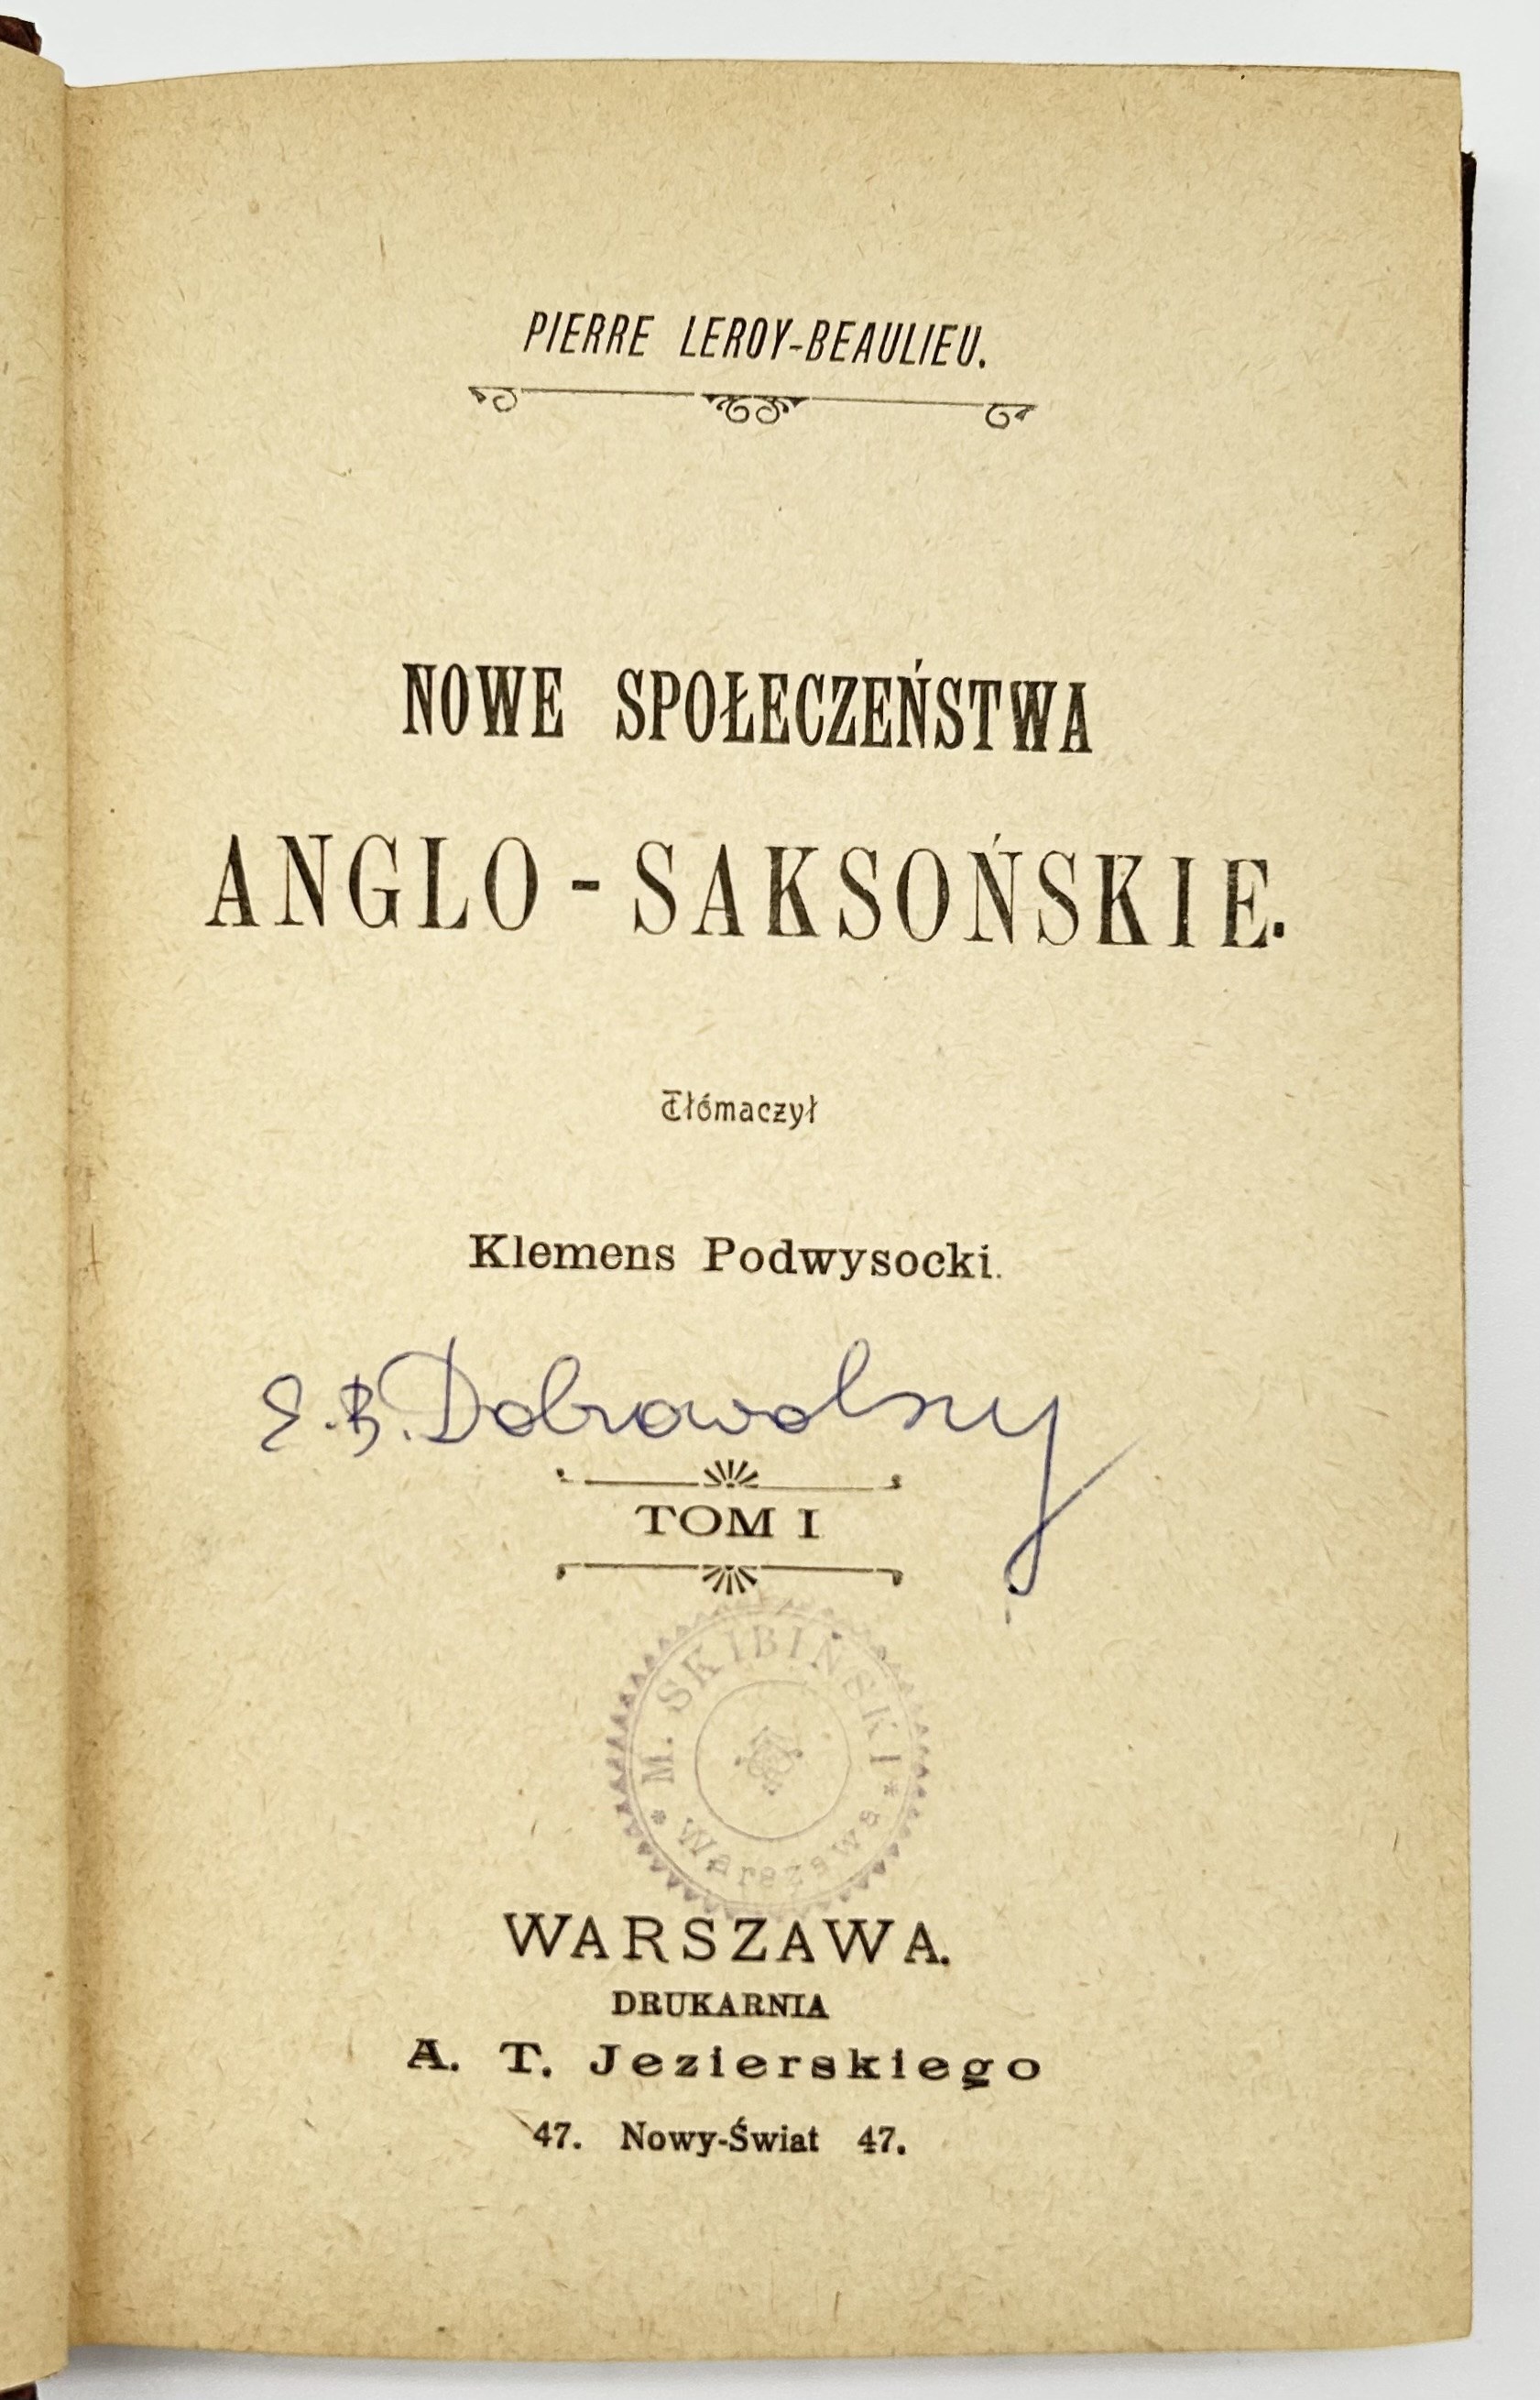 PIERRE LEROY-BEAULIEU.
NOWE SPOŁECZEŃSTWA
ANGLO-SAKSOŃSKIE.
Tłómaczył
Klemens Podwysocki.
E.B. Dobrowolny
TOM I
M. SKIBIŃSKI
* Warszawa *
WARSZAWA.
DRUKARNIA
A. T. Jezierskiego
47. Nowy-Świat 47.